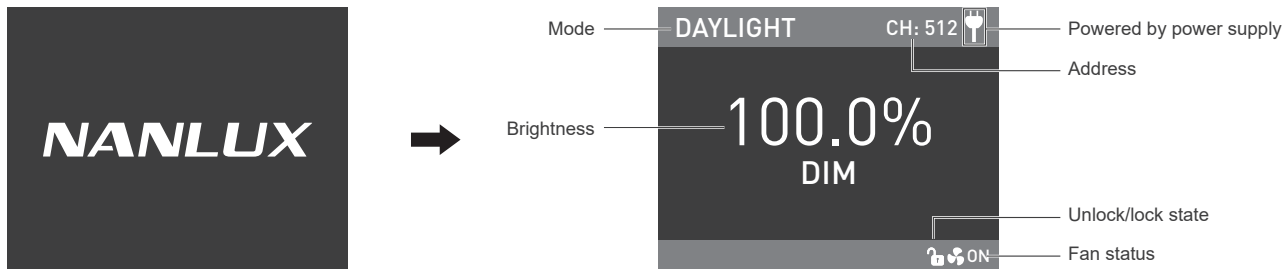 NANLUX
Mode
DAYLIGHT CH: 512
Powered by power supply
Address
Brightness
100.0%
DIM
Unlock/lock state
ON
Fan status